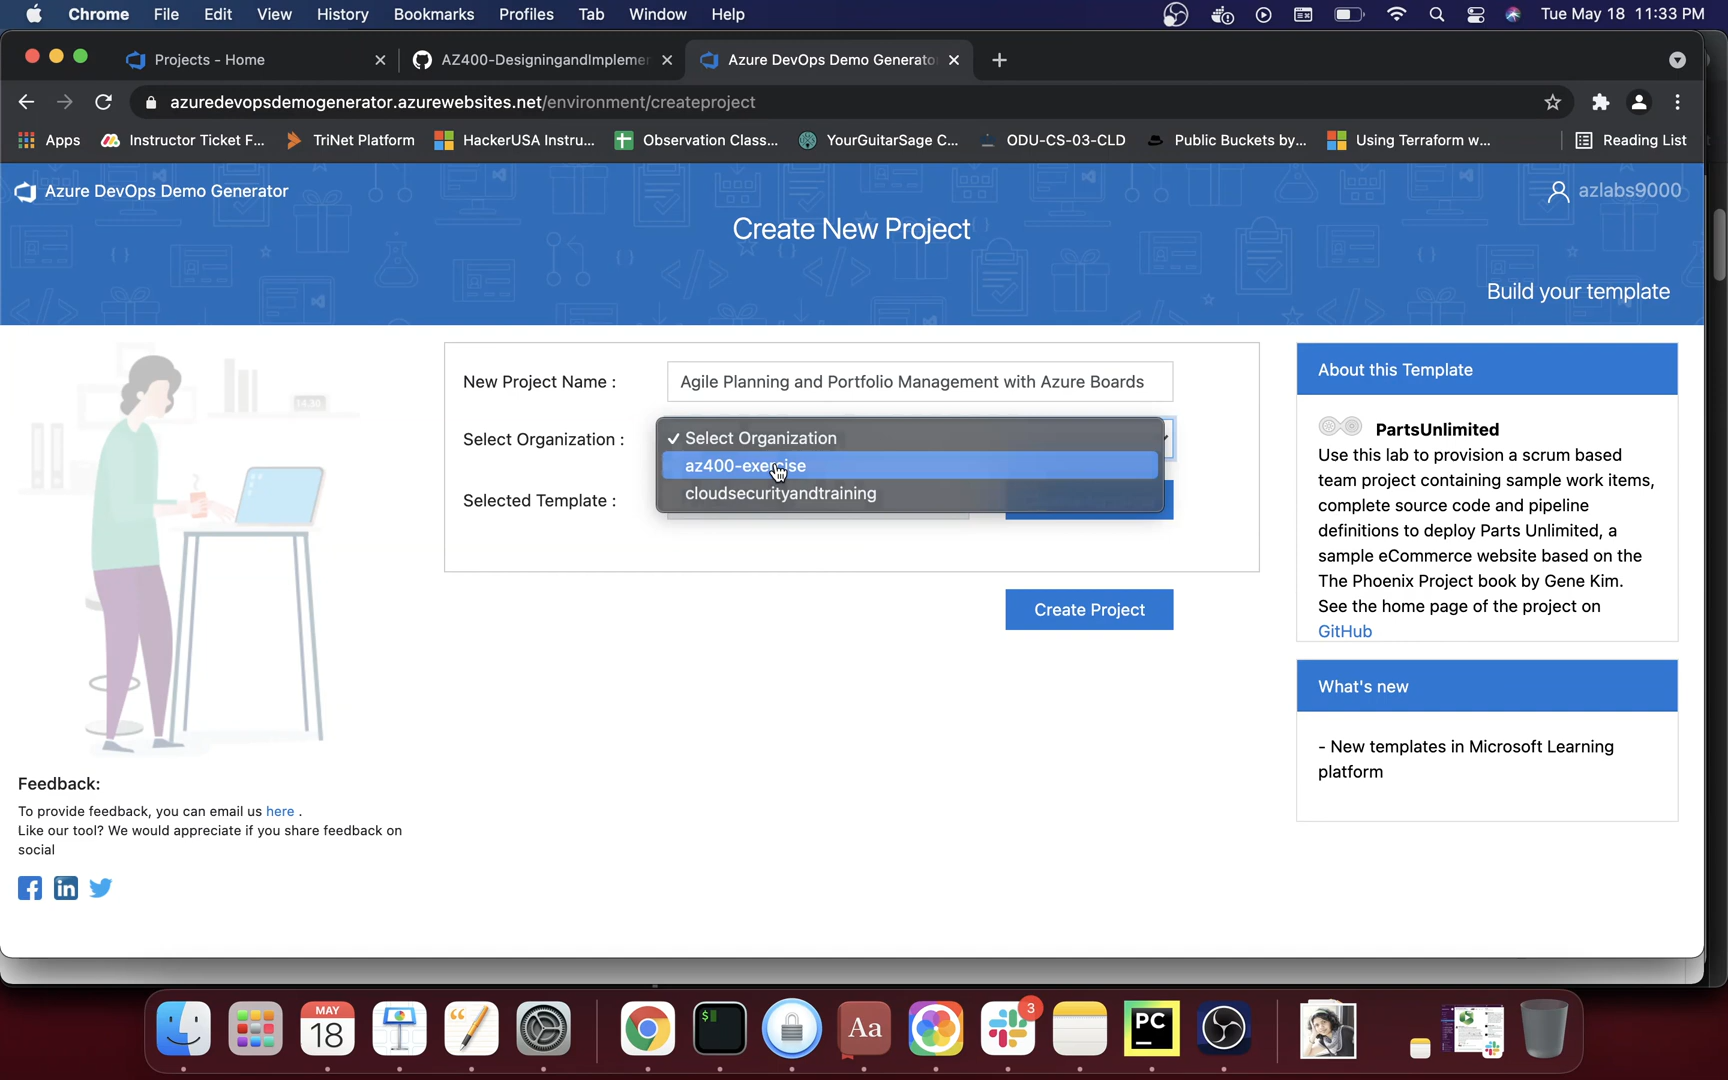 Chrome File Edit View History Bookmarks Profiles Tab Window Help Tue May 18 11:33 PM
Projects - Home AZ400-DesigningandImplemen Azure DevOps Demo Generato
azuredevopsdemogenerator.azurewebsites.net/environment/createproject
Apps Instructor Ticket F... TriNet Platform HackerUSA Instru... Observation Class... YourGuitarSage C... ODU-CS-03-CLD Public Buckets by... Using Terraform w... Reading List
Azure DevOps Demo Generator azlabs9000
Create New Project
Build your template
New Project Name : Agile Planning and Portfolio Management with Azure Boards
Select Organization : ✓ Select Organization
az400-exercise
cloudsecurityandtraining
Selected Template :
Create Project
About this Template
PartsUnlimited
Use this lab to provision a scrum based
team project containing sample work items,
complete source code and pipeline
definitions to deploy Parts Unlimited, a
sample eCommerce website based on the
The Phoenix Project book by Gene Kim.
See the home page of the project on
GitHub
What's new
- New templates in Microsoft Learning
platform
Feedback:
To provide feedback, you can email us here .
Like our tool? We would appreciate if you share feedback on
social
MAY
18
$
Aa
3
PC